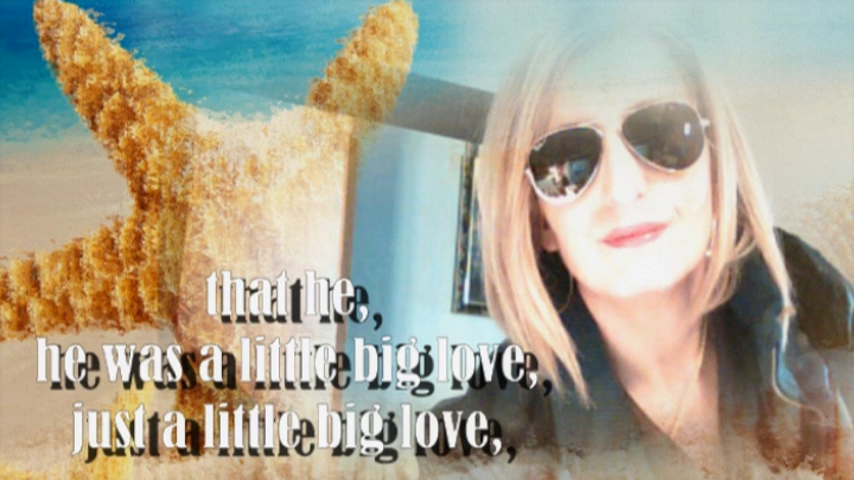 that he,
he was a little big love,
just a little big love,